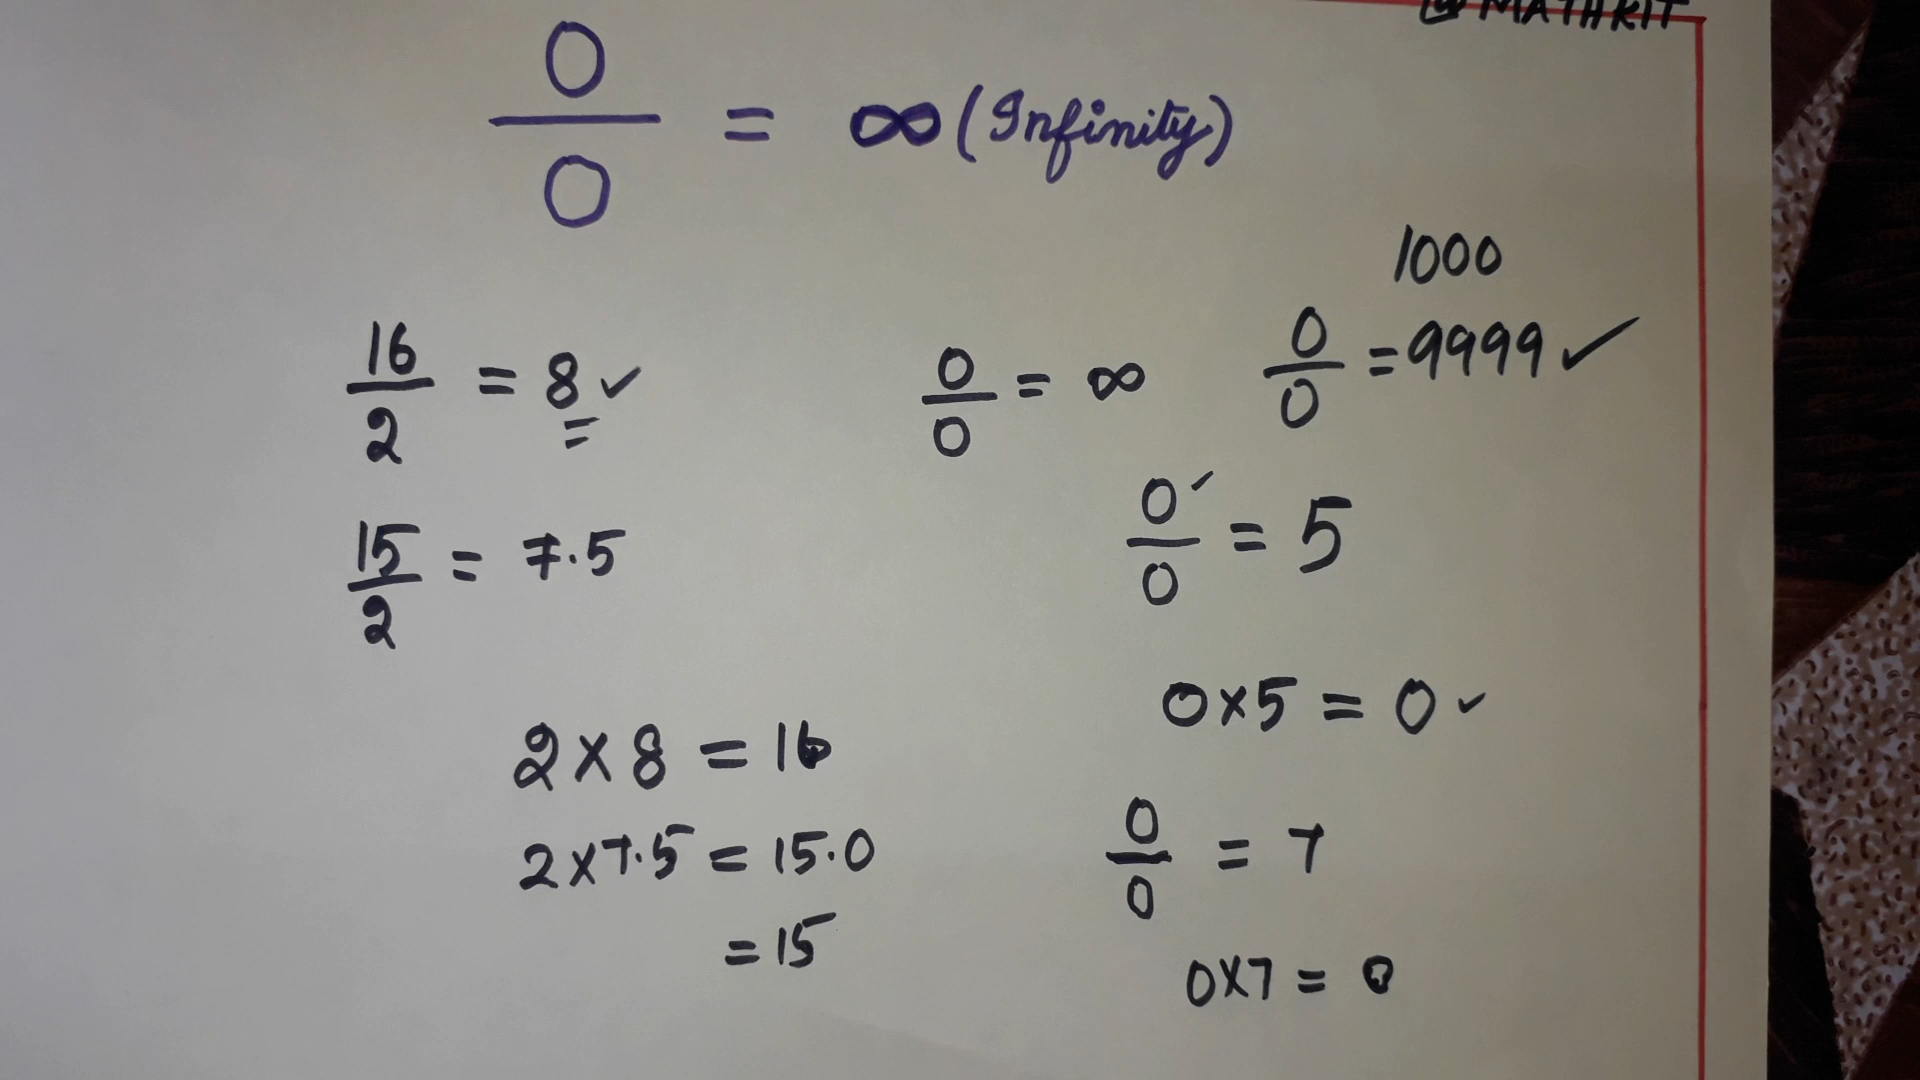 @MATHKIT
0/0 = ∞ (Infinity)
1000
16/2 = 8 ✓
0/0 = ∞
0/0 = 9999 ✓
15/2 = 7.5
0✓/0 = 5
0×5 = 0 ✓
2×8 = 16
2×7.5 = 15.0
= 15
0/0 = 7
0×7 = 0